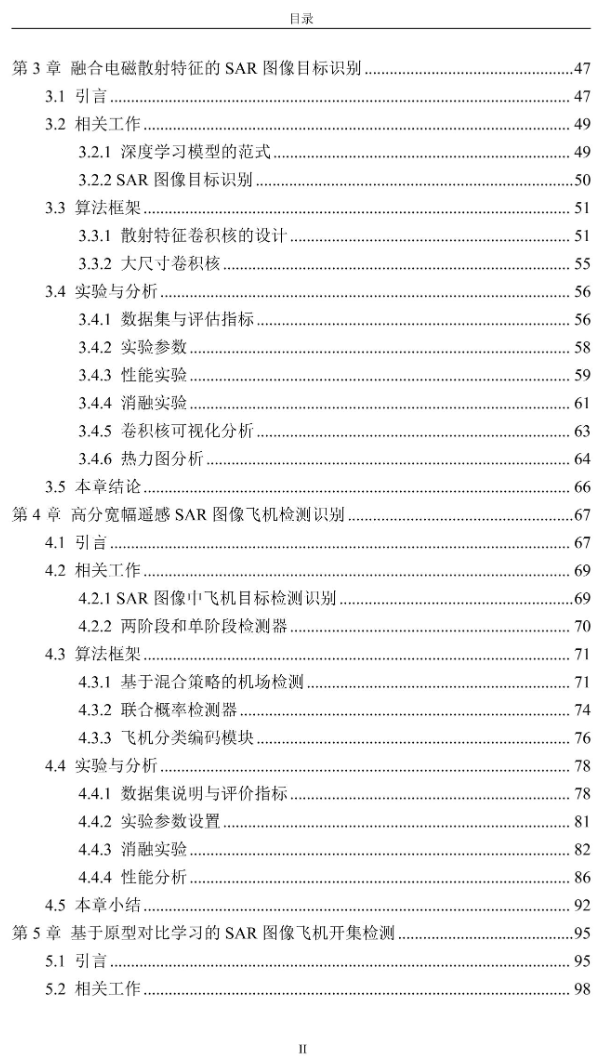 目录
第 3 章 融合电磁散射特征的 SAR 图像目标识别........47
3.1 引言........47
3.2 相关工作........49
3.2.1 深度学习模型的范式........49
3.2.2 SAR 图像目标识别........50
3.3 算法框架........51
3.3.1 散射特征卷积核的设计........51
3.3.2 大尺寸卷积核........55
3.4 实验与分析........56
3.4.1 数据集与评估指标........56
3.4.2 实验参数........58
3.4.3 性能实验........59
3.4.4 消融实验........61
3.4.5 卷积核可视化分析........63
3.4.6 热力图分析........64
3.5 本章结论........66
第 4 章 高分宽幅遥感 SAR 图像飞机检测识别........67
4.1 引言........67
4.2 相关工作........69
4.2.1 SAR 图像中飞机目标检测识别........69
4.2.2 两阶段和单阶段检测器........70
4.3 算法框架........71
4.3.1 基于混合策略的机场检测........71
4.3.2 联合概率检测器........74
4.3.3 飞机分类编码模块........76
4.4 实验与分析........78
4.4.1 数据集说明与评价指标........78
4.4.2 实验参数设置........81
4.4.3 消融实验........82
4.4.4 性能分析........86
4.5 本章小结........92
第 5 章 基于原型对比学习的 SAR 图像飞机开集检测........95
5.1 引言........95
5.2 相关工作........98
II